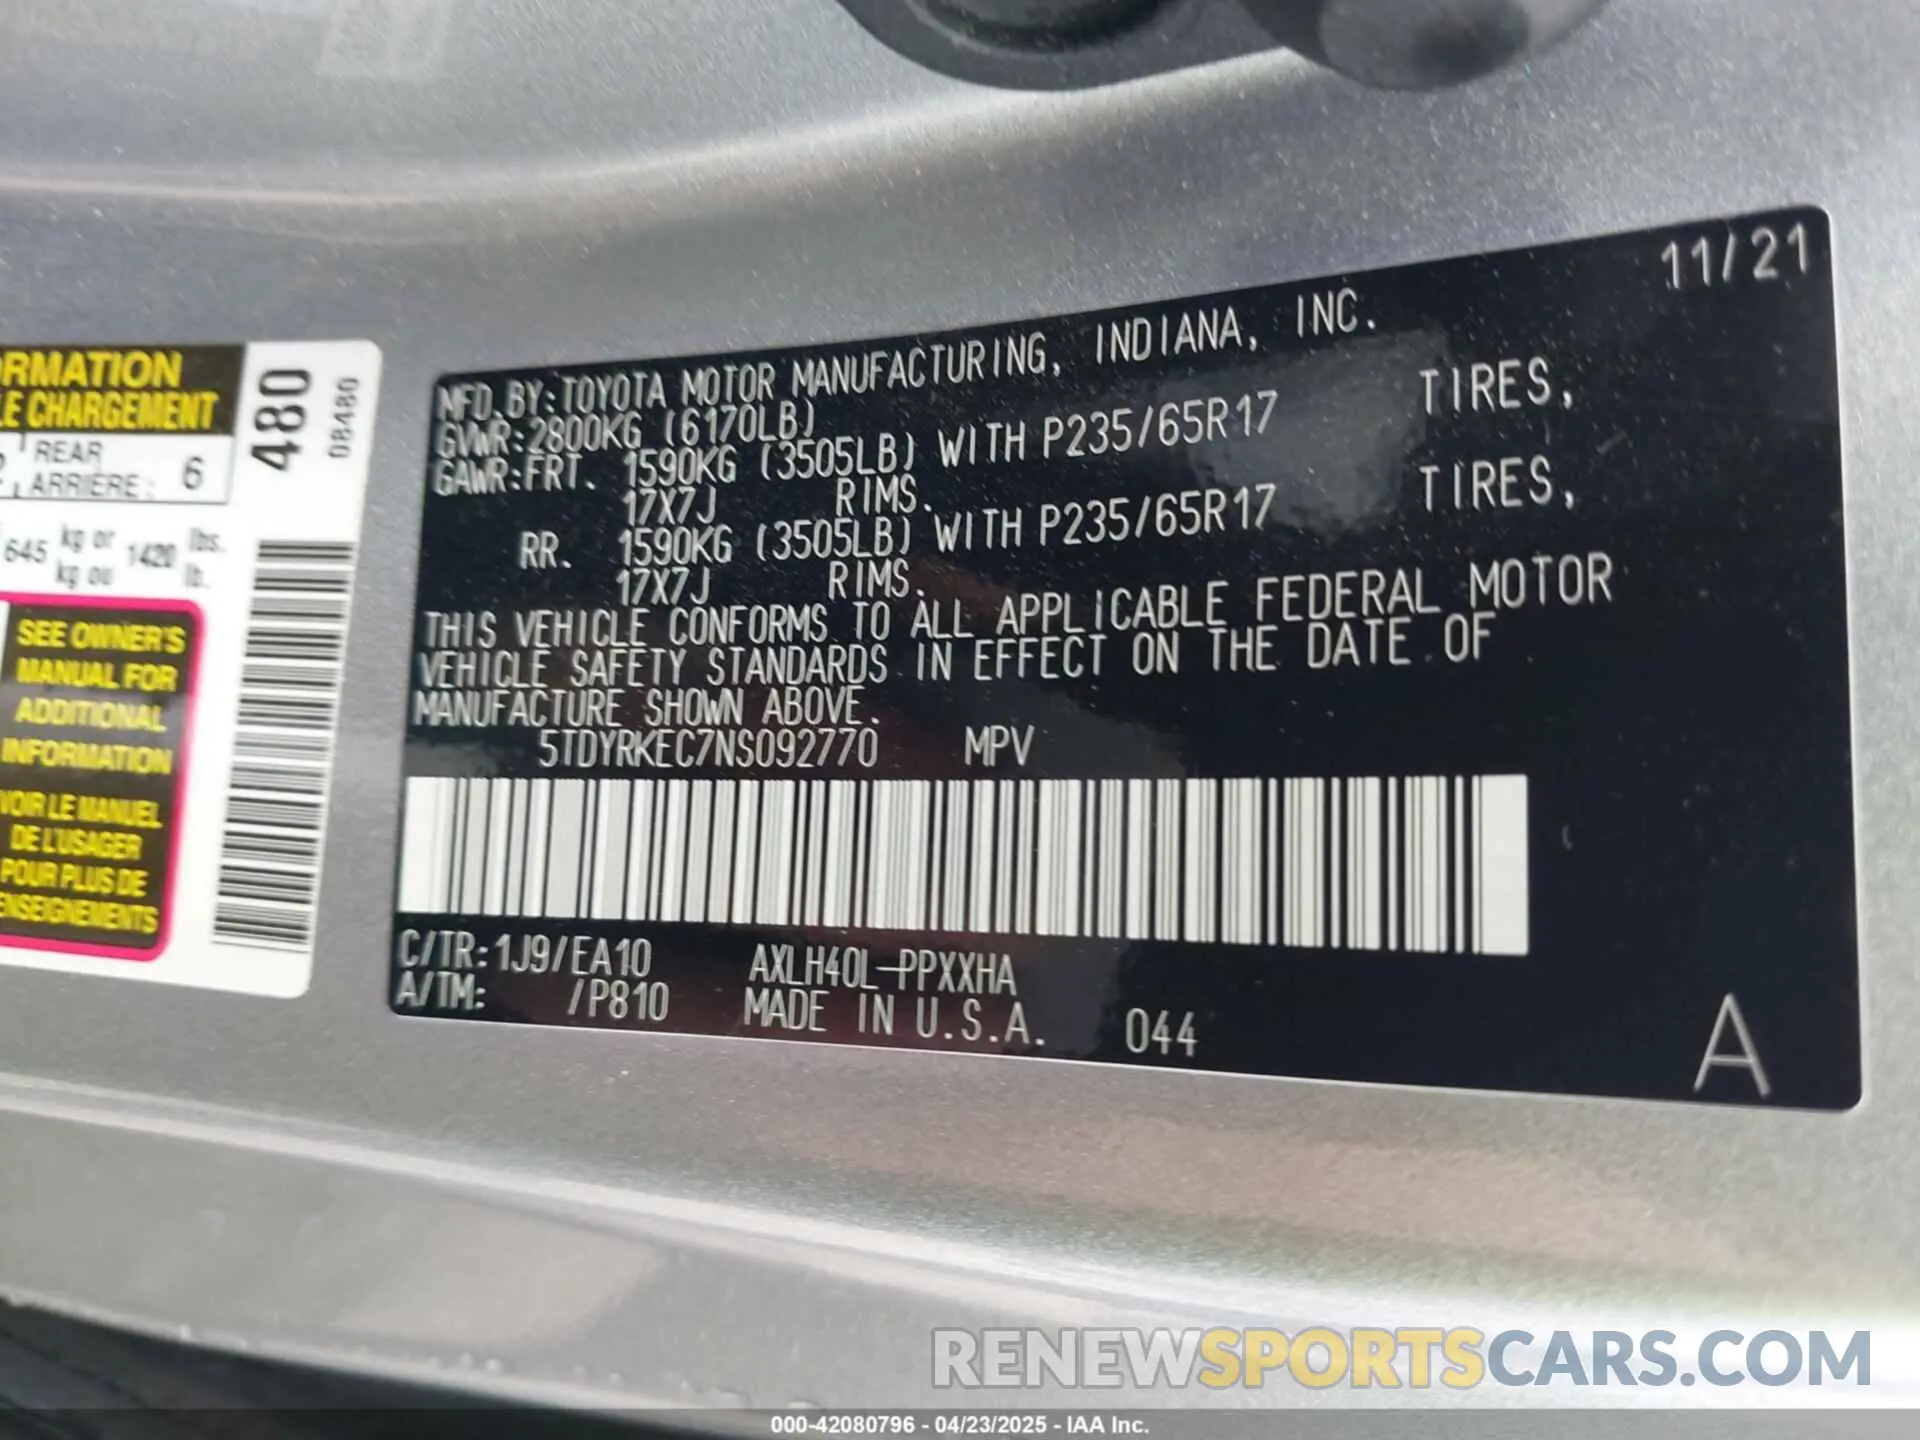 ORMATION
LE CHARGEMENT
REAR
ARRIÈRE: 6
645 kg or 1420 lbs.
kg ou lb.
480
08480
SEE OWNER'S
MANUAL FOR
ADDITIONAL
INFORMATION
VOIR LE MANUEL
DE L'USAGER
POUR PLUS DE
ENSEIGNEMENTS
11/21
MFD. BY: TOYOTA MOTOR MANUFACTURING, INDIANA, INC.
GVWR: 2800KG (6170LB)
GAWR: FRT. 1590KG (3505LB) WITH P235/65R17 TIRES,
17X7J RIMS.
RR. 1590KG (3505LB) WITH P235/65R17 TIRES,
17X7J RIMS.
THIS VEHICLE CONFORMS TO ALL APPLICABLE FEDERAL MOTOR
VEHICLE SAFETY STANDARDS IN EFFECT ON THE DATE OF
MANUFACTURE SHOWN ABOVE.
5TDYRKEC7NS092770 MPV
C/TR: 1J9/EA10 AXLH40L-PPXXHA
A/TM: /P810 MADE IN U.S.A. 044
A
RENEWSPORTSCARS.COM
000-42080796 - 04/23/2025 - IAA Inc.